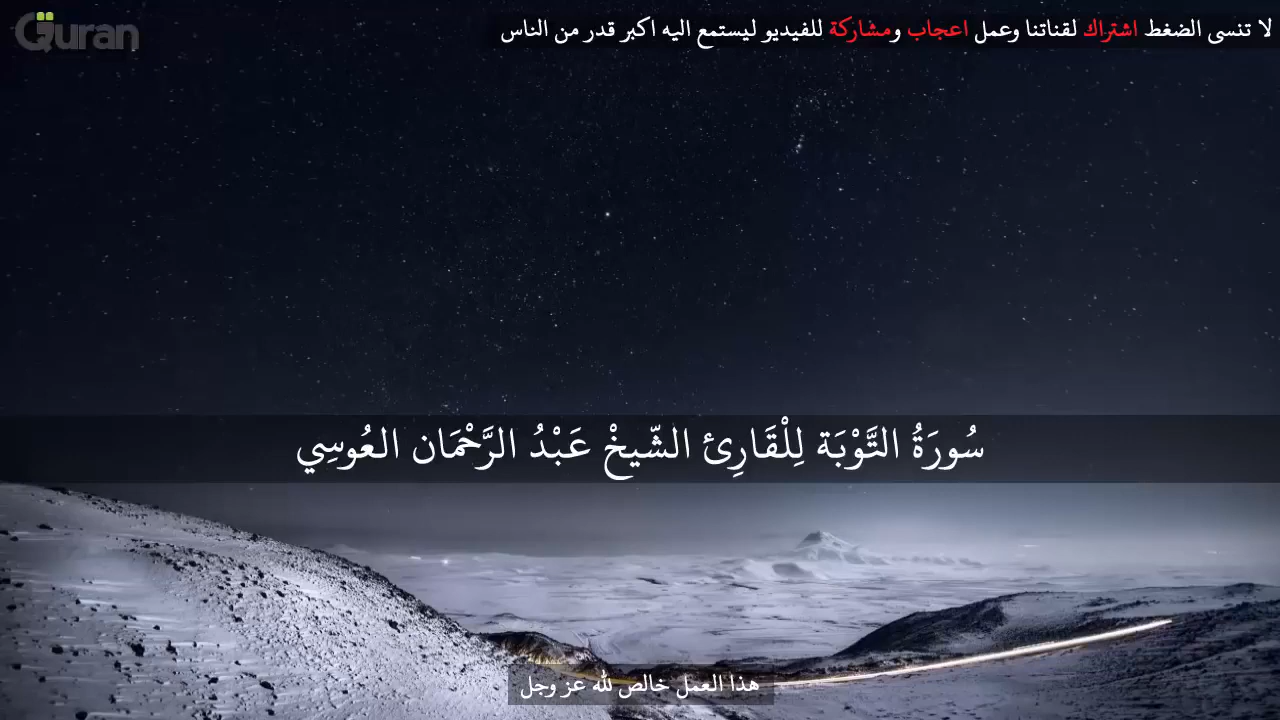 Quran
لا تنسى الضغط اشتراك لقناتنا وعمل اعجاب ومشاركة للفيديو ليستمع اليه اكبر قدر من الناس
سُورَةُ التَّوْبَة لِلْقَارِئ الشّيخْ عَبْدُ الرَّحْمَان العُوسِي
هذا العمل خالص لله عز وجل